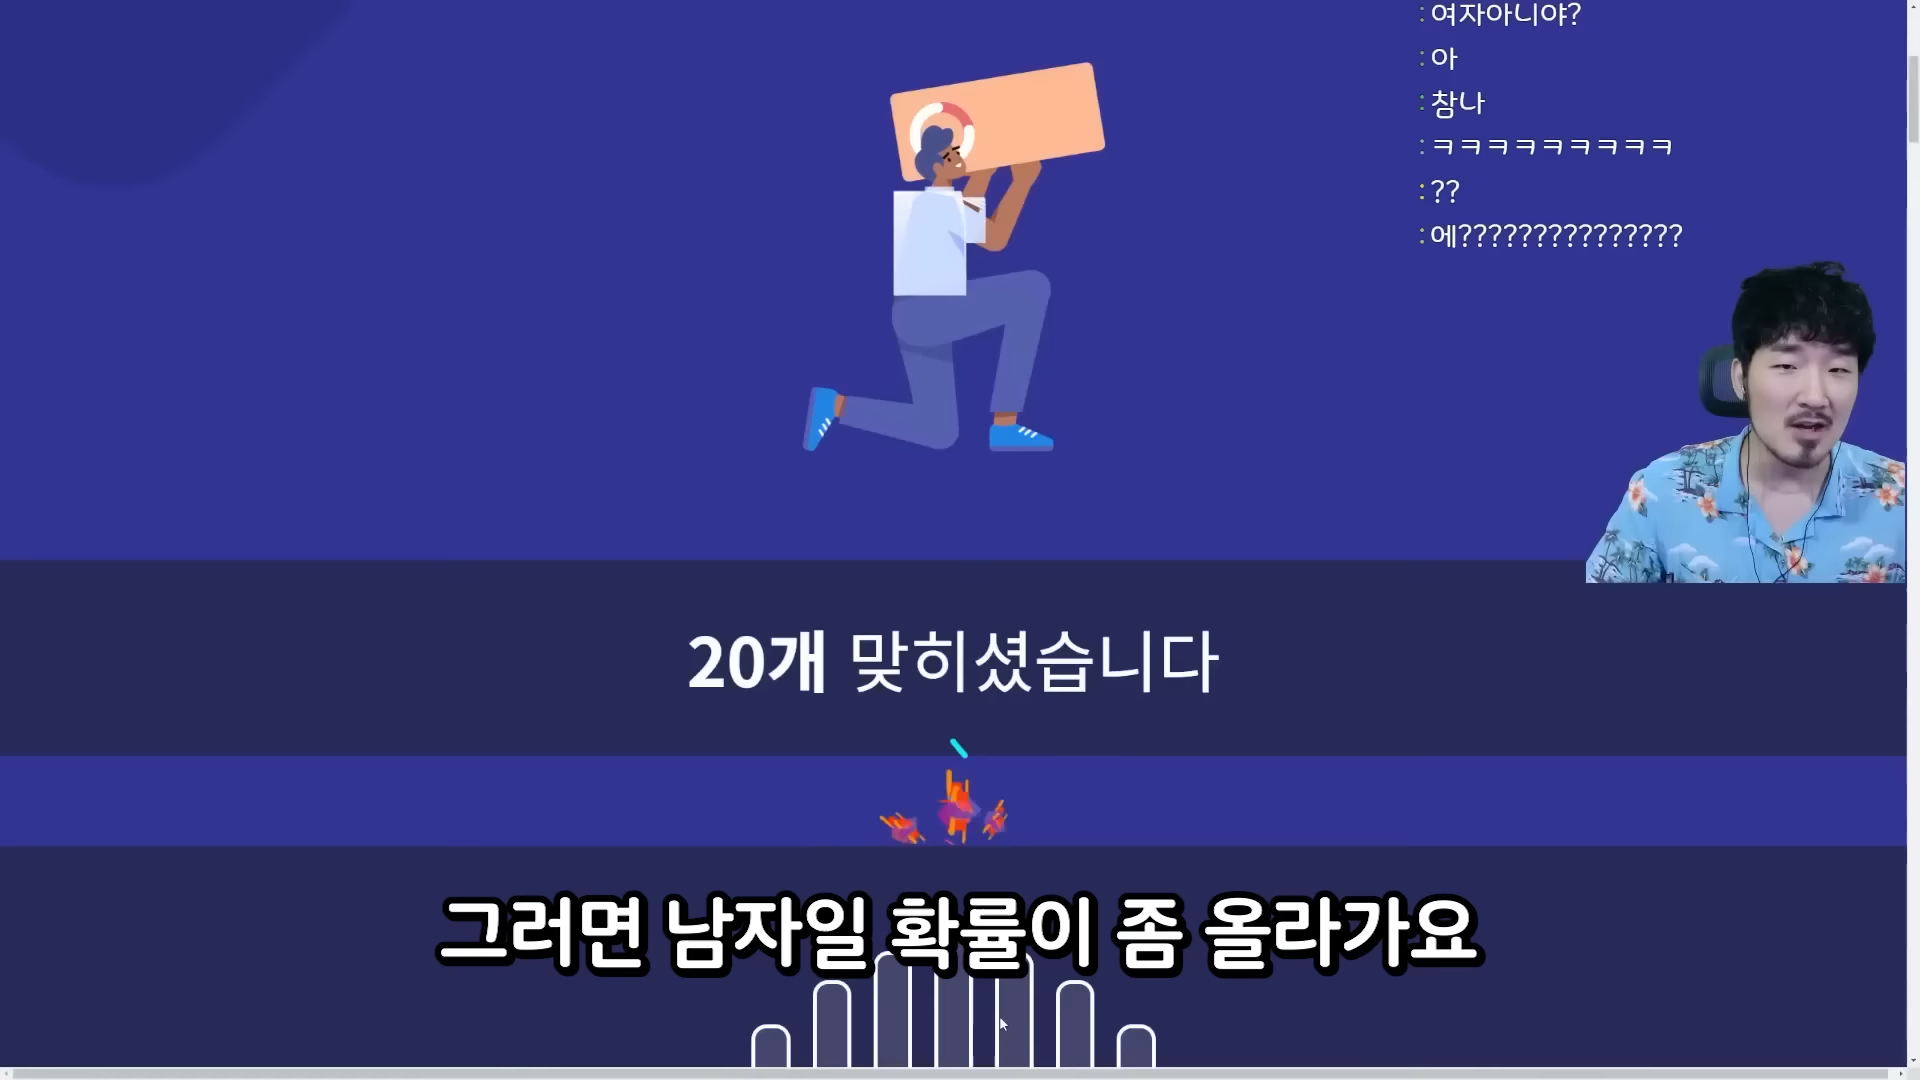 : 여자아니야?
: 아
: 참나
: ㅋㅋㅋㅋㅋㅋㅋㅋㅋ
: ??
: 에???????????????
20개 맞히셨습니다
그러면 남자일 확률이 좀 올라가요